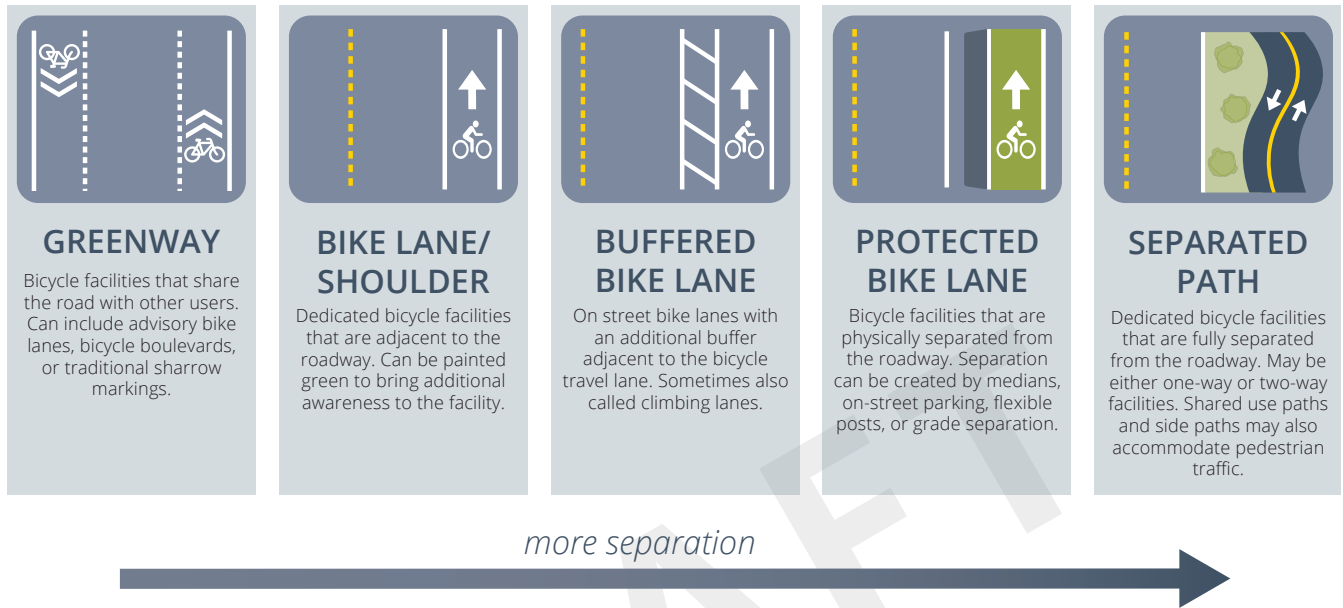 GREENWAY
Bicycle facilities that share
the road with other users.
Can include advisory bike
lanes, bicycle boulevards,
or traditional sharrow
markings.
BIKE LANE/
SHOULDER
Dedicated bicycle facilities
that are adjacent to the
roadway. Can be painted
green to bring additional
awareness to the facility.
BUFFERED
BIKE LANE
On street bike lanes with
an additional buffer
adjacent to the bicycle
travel lane. Sometimes also
called climbing lanes.
PROTECTED
BIKE LANE
Bicycle facilities that are
physically separated from
the roadway. Separation
can be created by medians,
on-street parking, flexible
posts, or grade separation.
SEPARATED
PATH
Dedicated bicycle facilities
that are fully separated
from the roadway. May be
either one-way or two-way
facilities. Shared use paths
and side paths may also
accommodate pedestrian
traffic.
more separation
AFT